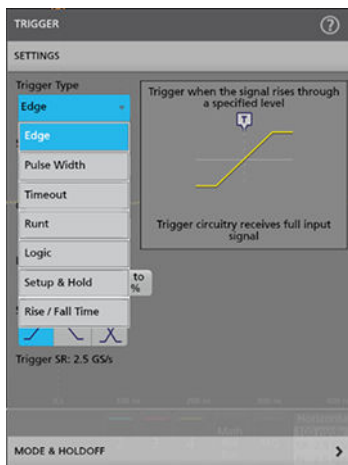 TRIGGER
?
SETTINGS
Trigger Type
Edge
Edge
Pulse Width
Timeout
Runt
Logic
Setup & Hold
Rise / Fall Time
Trigger when the signal rises through
a specified level
T
Trigger circuitry receives full input
signal
to
%
Trigger SR: 2.5 GS/s
MODE & HOLDOFF